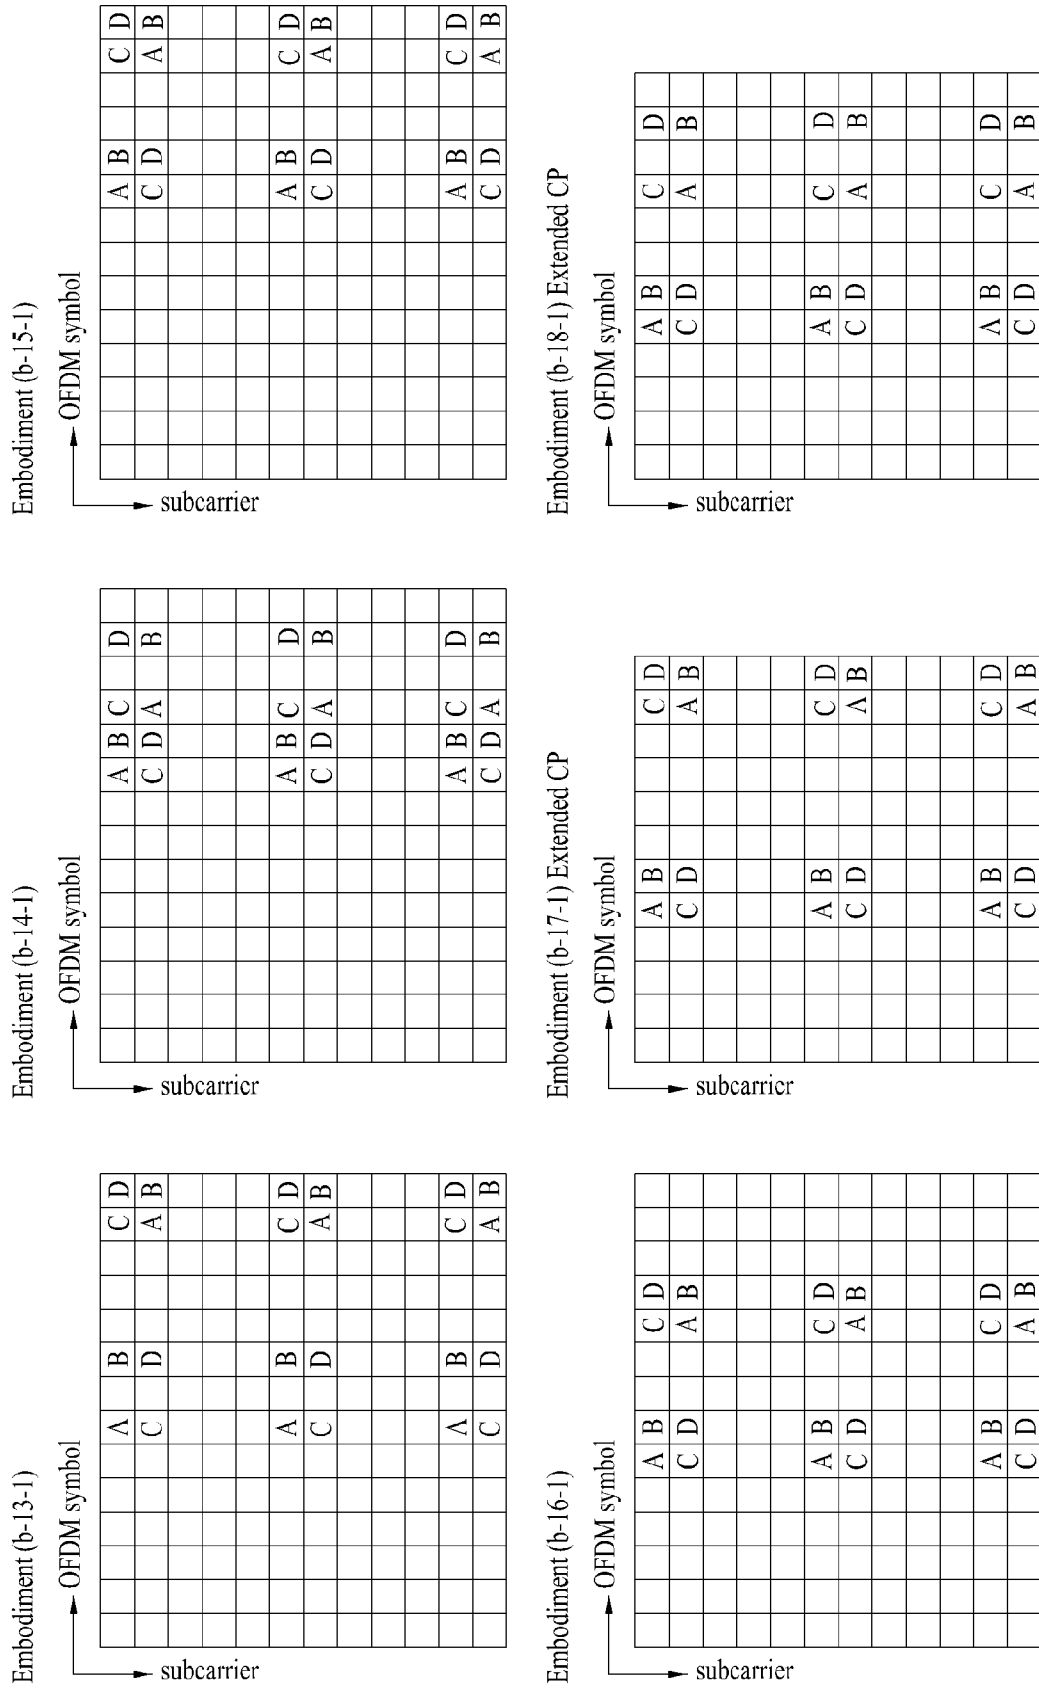 Embodiment (b-13-1)
OFDM symbol
subcarrier
A B C D
C D A B
A B C D
C D A B
A B C D
C D A B
Embodiment (b-14-1)
OFDM symbol
subcarrier
A B C D
C D A B
A B C D
C D A B
A B C D
C D A B
Embodiment (b-15-1)
OFDM symbol
subcarrier
A B C D
C D A B
A B C D
C D A B
A B C D
C D A B
Embodiment (b-16-1)
OFDM symbol
subcarrier
A B C D
C D A B
A B C D
C D A B
A B C D
C D A B
Embodiment (b-17-1) Extended CP
OFDM symbol
subcarrier
A B C D
C D A B
A B C D
C D A B
A B C D
C D A B
Embodiment (b-18-1) Extended CP
OFDM symbol
subcarrier
A B C D
C D A B
A B C D
C D A B
A B C D
C D A B